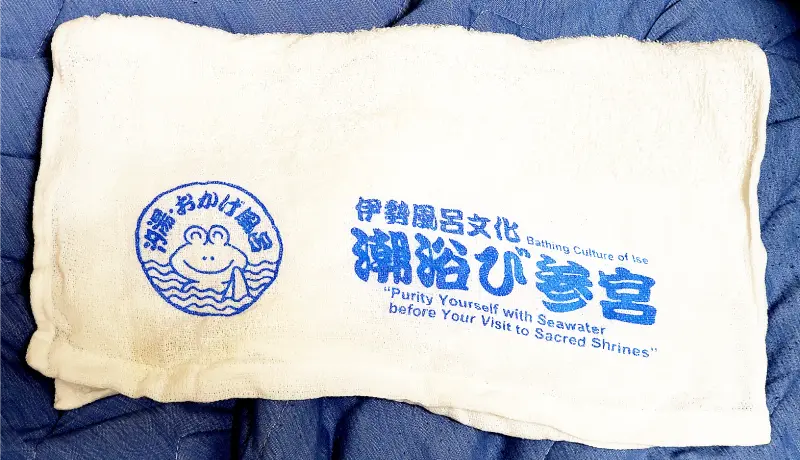 汐湯・おかげ風呂
伊勢風呂文化 Bathing Culture of Ise
潮浴び参宮
“Purity Yourself with Seawater
before Your Visit to Sacred Shrines”